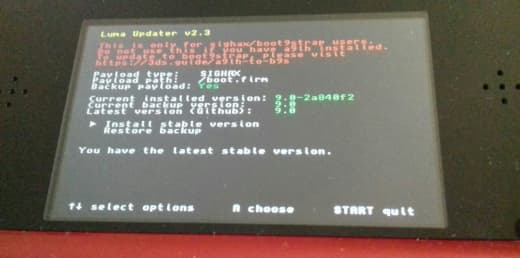 Luma Updater v2.3
This is only for sighax/boot9strap users.
Do not use this if you have a9lh installed.
To update to boot9strap, please visit
https://3ds.guide/a9lh-to-b9s
Payload type: SIGHAX
Payload path: /boot.firm
Backup payload: Yes
Current installed version: 9.0-2a040f2
Current backup version: 9.0
Latest version (Github): 9.0
▶ Install stable version
Restore backup
You have the latest stable version.
↑↓ select options A choose START quit